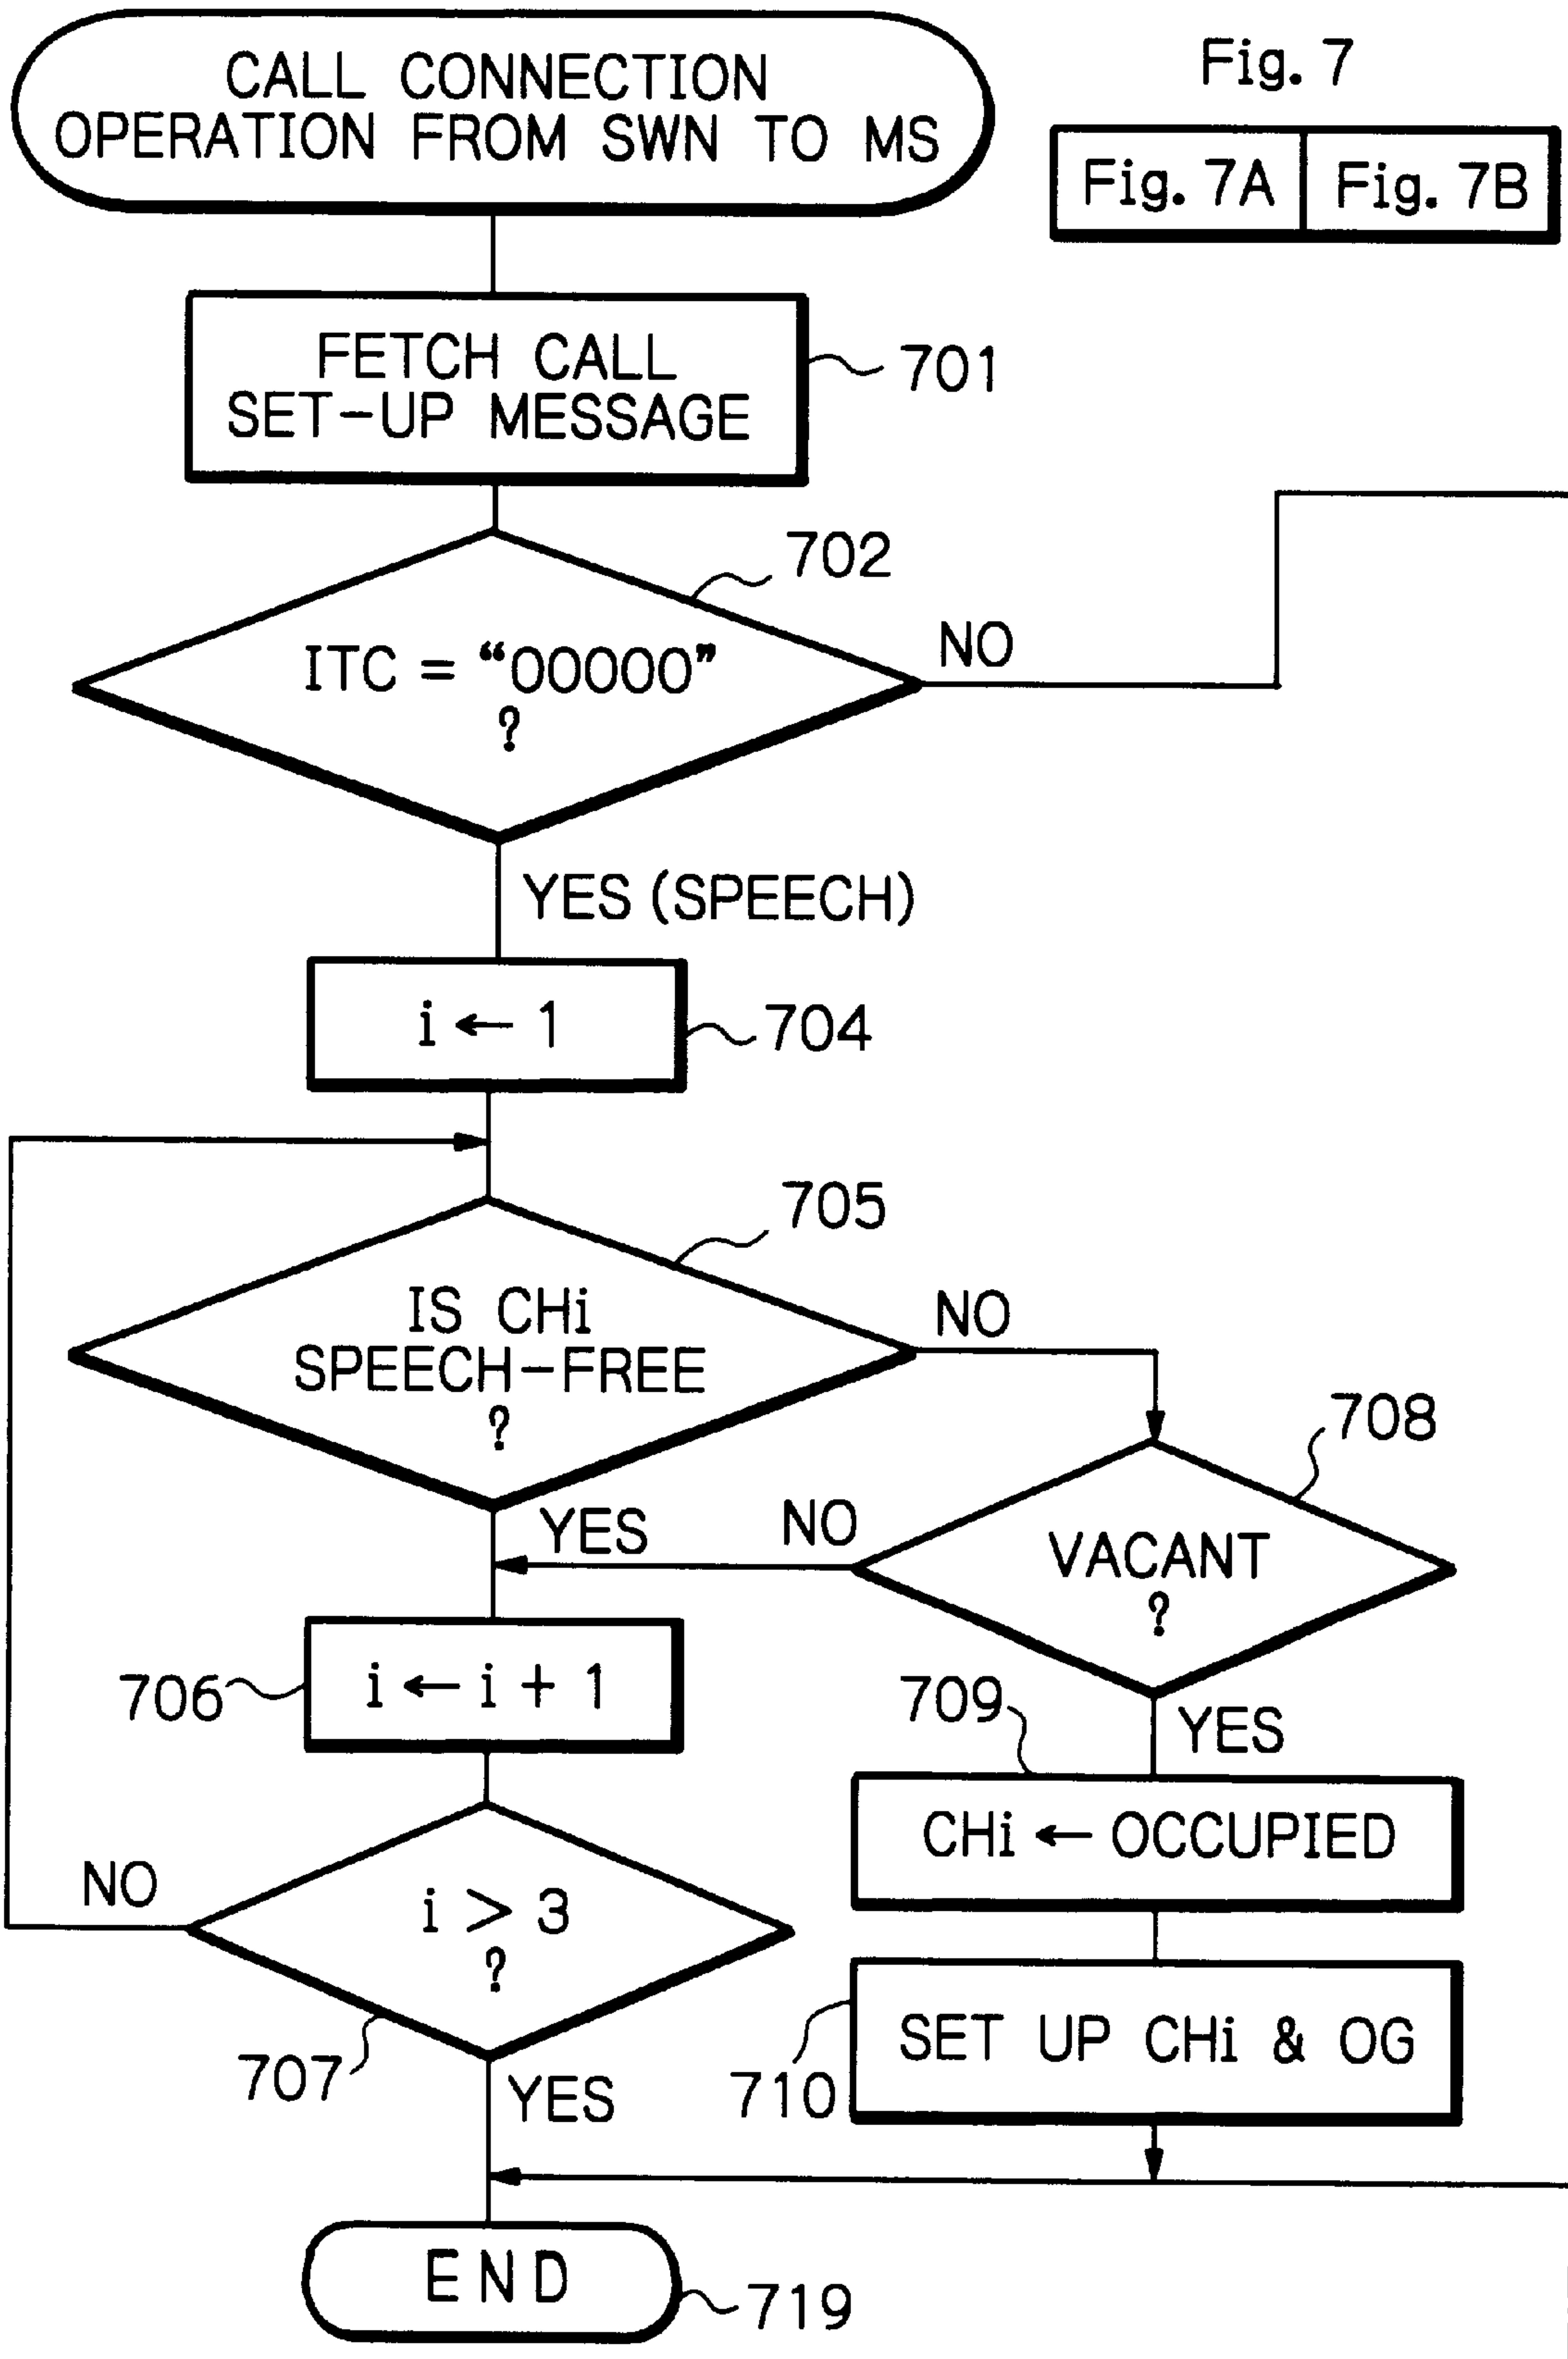 CALL CONNECTION
OPERATION FROM SWN TO MS
Fig. 7
Fig. 7A
Fig. 7B
FETCH CALL
SET-UP MESSAGE
701
702
ITC = “00000”
?
NO
YES (SPEECH)
i ← 1
704
705
IS CHi
SPEECH-FREE
?
NO
708
YES
NO
VACANT
?
706
i ← i + 1
709
YES
CHi ← OCCUPIED
NO
i > 3
?
707
YES
710
SET UP CHi & OG
END
719